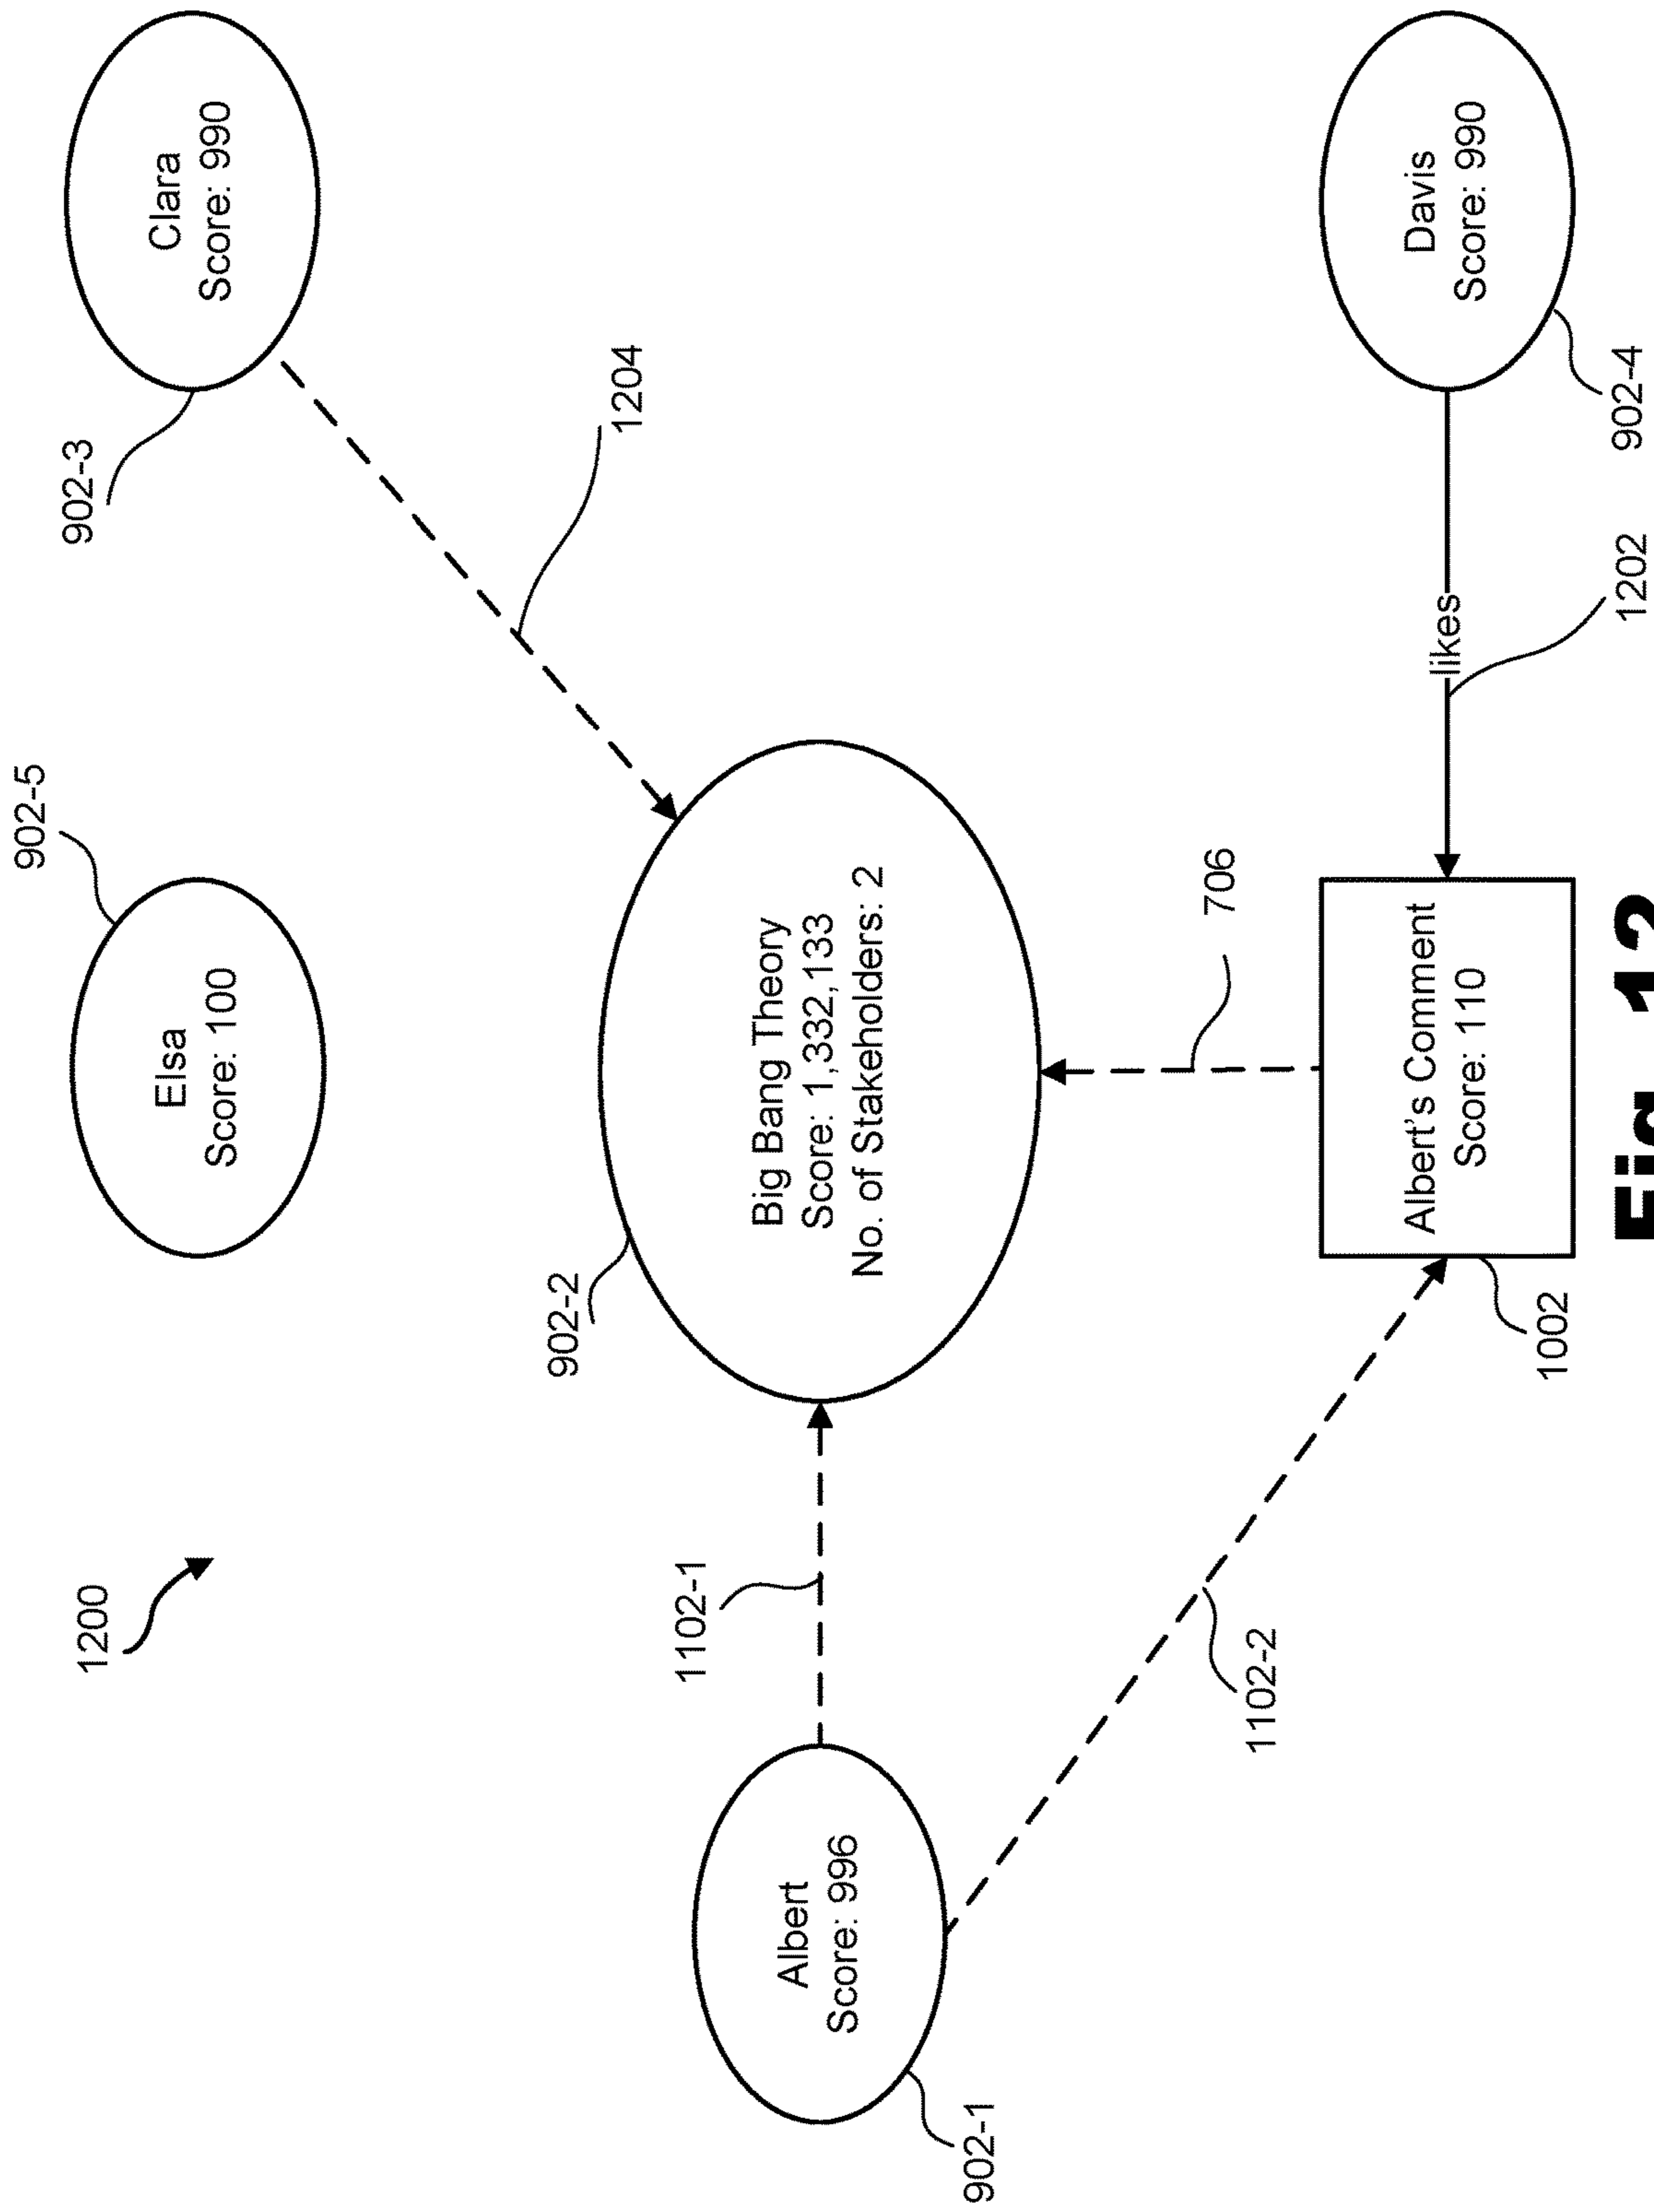 1200
902-5
902-3
Elsa
Score: 100
Clara
Score: 990
902-2
1204
1102-1
Albert
Score: 996
Big Bang Theory
Score: 1,332,133
No. of Stakeholders: 2
902-1
1102-2
706
Albert's Comment
Score: 110
likes
Davis
Score: 990
1002
1202
902-4
Fig. 12